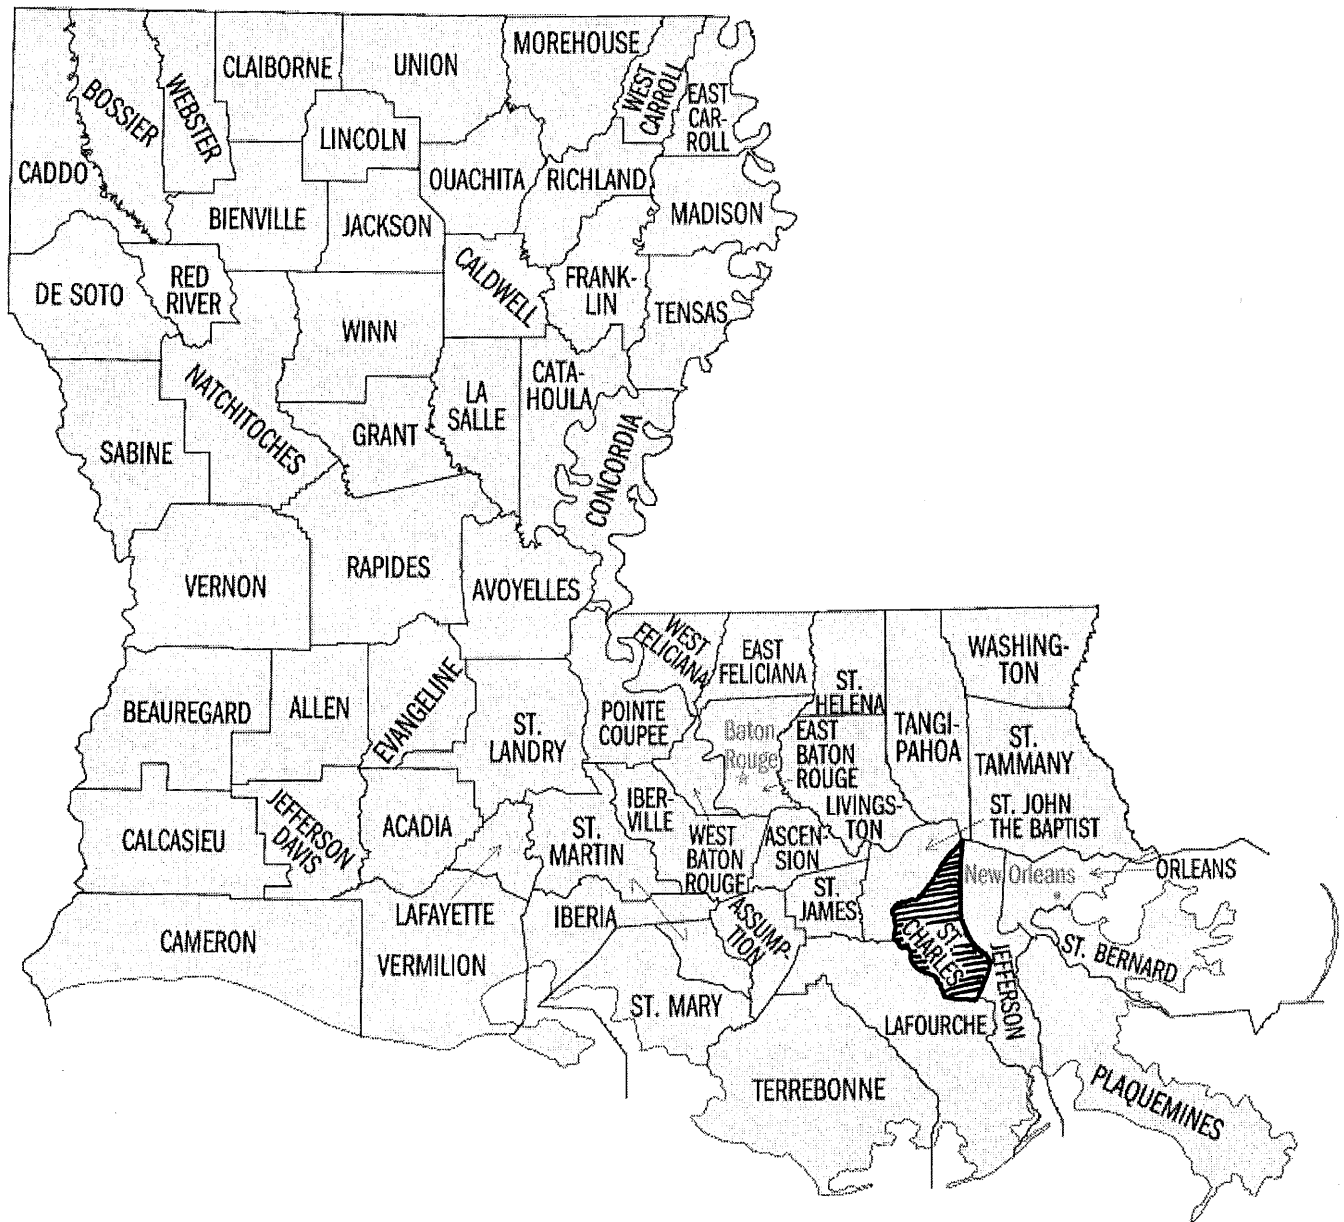 MOREHOUSE
CLAIBORNE
UNION
WEST
CARROLL
EAST
CAR-
ROLL
BOSSIER
WEBSTER
LINCOLN
CADDO
OUACHITA
RICHLAND
MADISON
BIENVILLE
JACKSON
DE SOTO
RED
RIVER
CALDWELL
FRANK-
LIN
TENSAS
WINN
NATCHITOCHES
LA
SALLE
CATA-
HOULA
SABINE
GRANT
CONCORDIA
VERNON
RAPIDES
AVOYELLES
WEST
FELICIANA
EAST
FELICIANA
ST.
HELENA
WASHING-
TON
BEAUREGARD
ALLEN
EVANGELINE
ST.
LANDRY
POINTE
COUPEE
Baton
Rouge
EAST
BATON
ROUGE
TANGI-
PAHOA
ST.
TAMMANY
CALCASIEU
JEFFERSON
DAVIS
ACADIA
ST.
MARTIN
IBER-
VILLE
WEST
BATON
ROUGE
ASCEN-
SION
LIVINGS-
TON
ST. JOHN
THE BAPTIST
New Orleans
ORLEANS
CAMERON
LAFAYETTE
VERMILION
IBERIA
ASSUMP-
TION
ST.
JAMES
ST.
CHARLES
JEFFERSON
ST. BERNARD
ST. MARY
LAFOURCHE
TERREBONNE
PLAQUEMINES